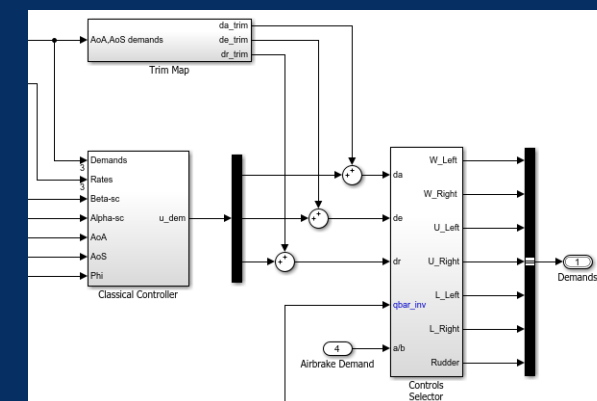 da_trim
AoA,AoS demands
de_trim
dr_trim
Trim Map
Demands
3
Rates
3
Beta-sc
Alpha-sc
u_dem
AoA
AoS
Phi
Classical Controller
+
+
+
+
+
+
W_Left
da
W_Right
de
U_Left
dr
U_Right
1
Demands
L_Left
qbar_inv
L_Right
4
a/b
Airbrake Demand
Rudder
Controls
Selector